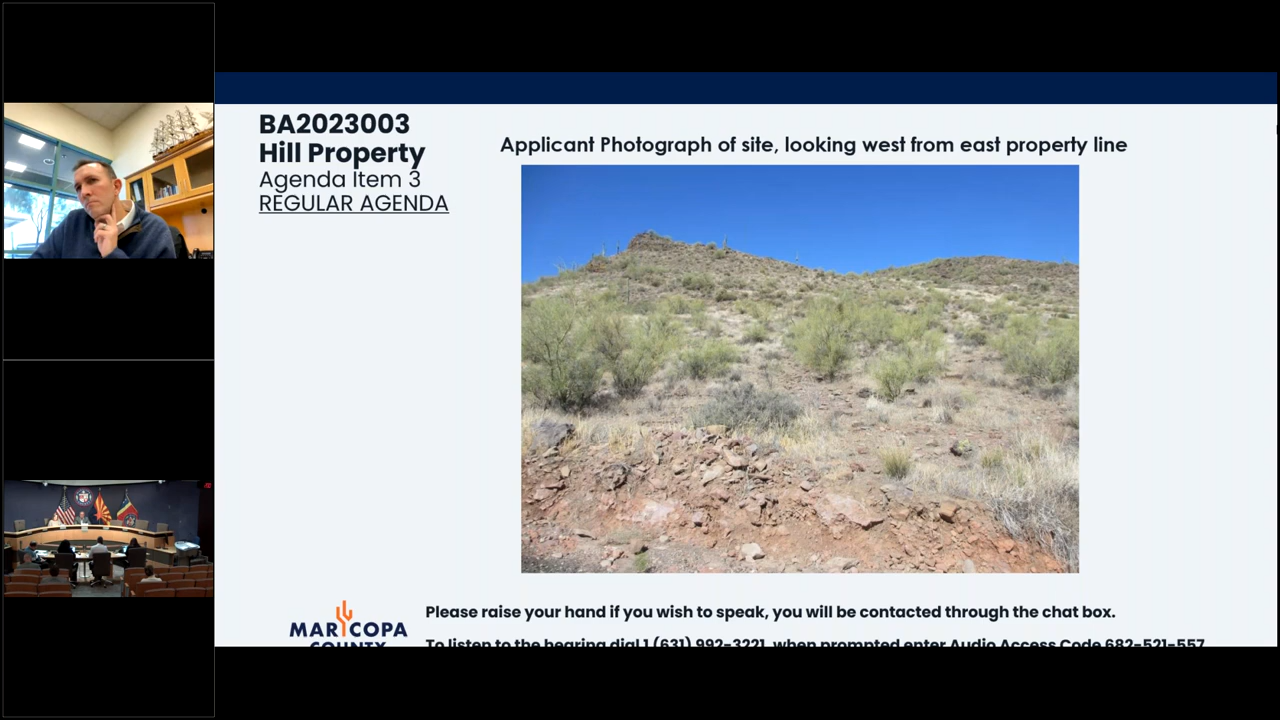 BA2023003
Hill Property
Agenda Item 3
REGULAR AGENDA
Applicant Photograph of site, looking west from east property line
MARICOPA
COUNTY
Please raise your hand if you wish to speak, you will be contacted through the chat box.
To listen to the hearing dial 1 (631) 992-3221, when prompted enter Audio Access Code 682-521-557